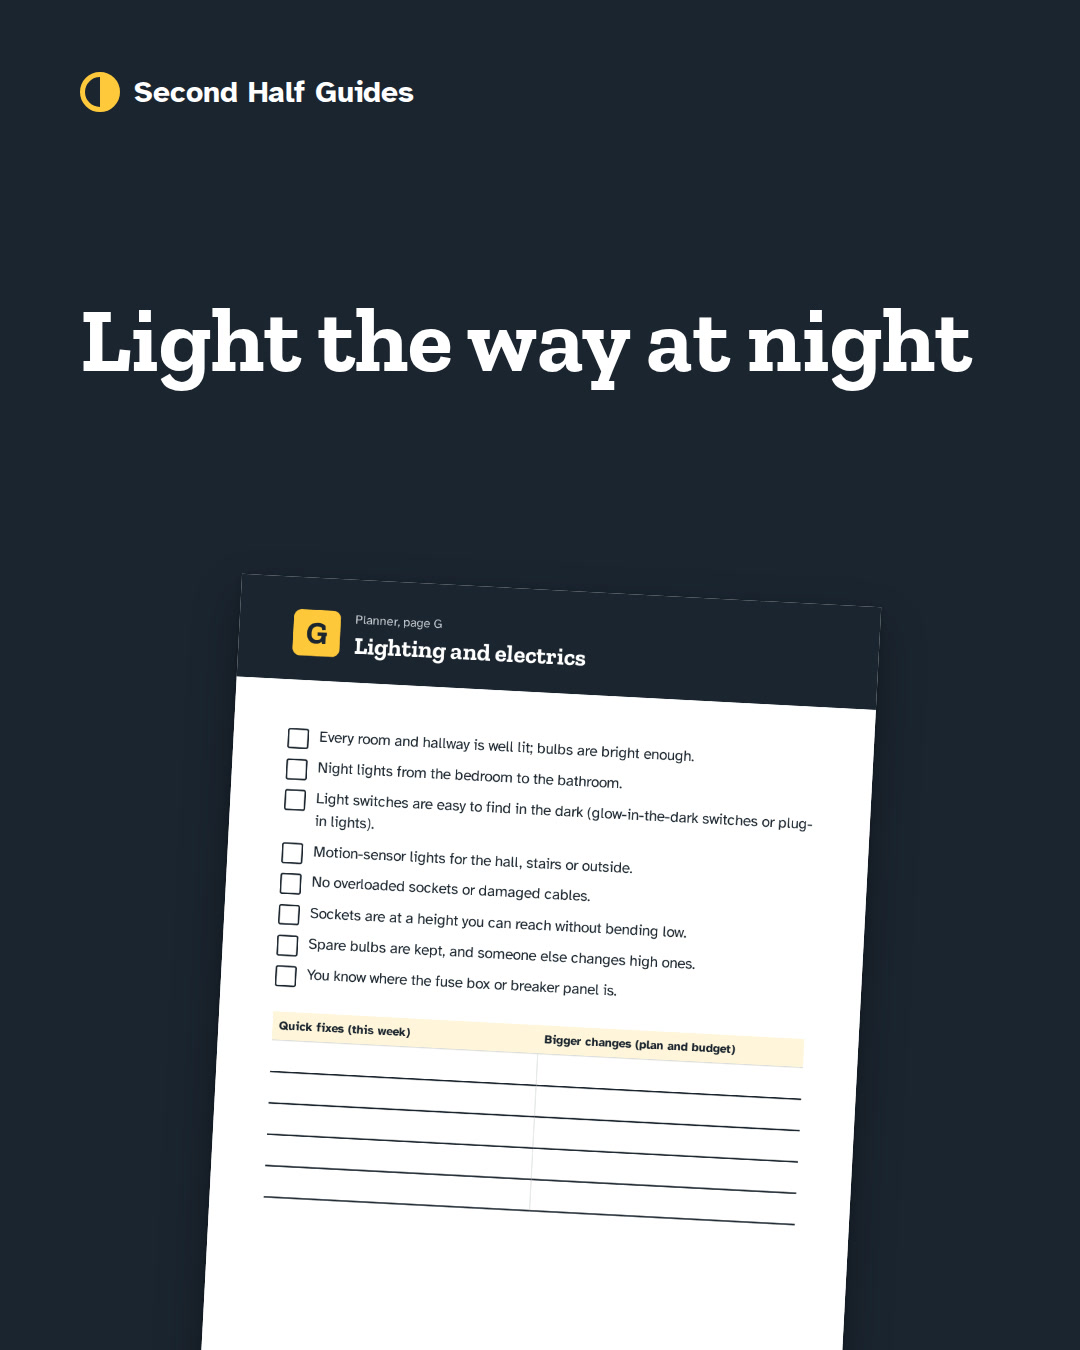 Second Half Guides
Light the way at night
G
Planner, page G
Lighting and electrics
Every room and hallway is well lit; bulbs are bright enough.
Night lights from the bedroom to the bathroom.
Light switches are easy to find in the dark (glow-in-the-dark switches or plug-
in lights).
Motion-sensor lights for the hall, stairs or outside.
No overloaded sockets or damaged cables.
Sockets are at a height you can reach without bending low.
Spare bulbs are kept, and someone else changes high ones.
You know where the fuse box or breaker panel is.
Quick fixes (this week)
Bigger changes (plan and budget)